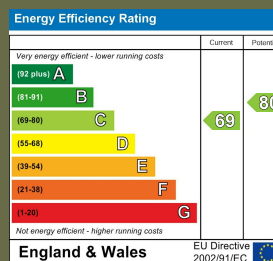 Energy Efficiency Rating
Current
Very energy efficient - lower running costs
(92 plus) A
(81-91) B
(69-80) C
(55-68) D
(39-54) E
(21-38) F
(1-20) G
69
Not energy efficient - higher running costs
England & Wales
EU Directive
2002/91/EC